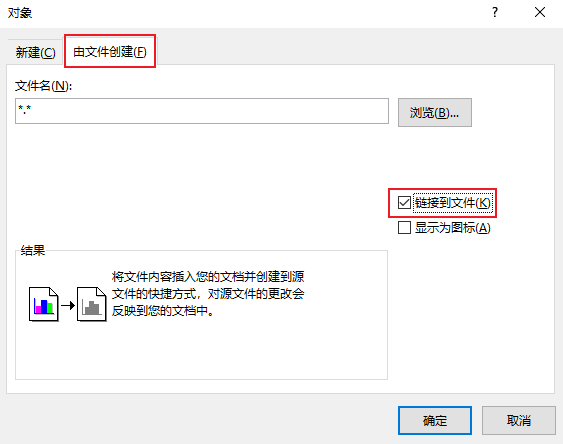 对象
?
新建(C)
由文件创建(F)
文件名(N):
*.*
浏览(B)...
链接到文件(K)
显示为图标(A)
结果
将文件内容插入您的文档并创建到源
文件的快捷方式，对源文件的更改会
反映到您的文档中。
确定
取消